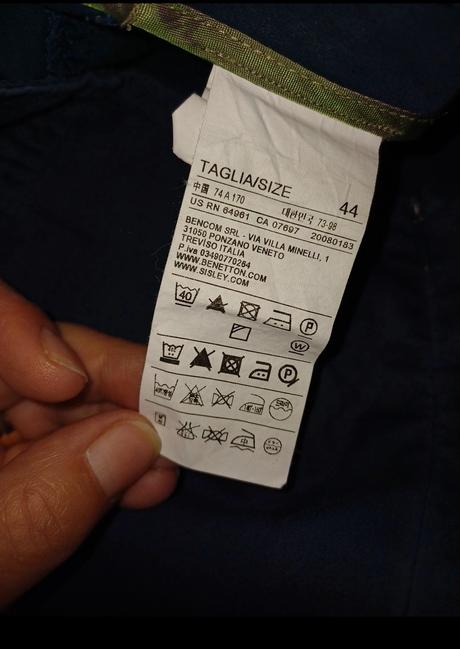 TAGLIA/SIZE 44
中国 74 A 170 대한민국 73-98
US RN 64961 CA 07697 20080183
BENCOM SRL - VIA VILLA MINELLI, 1
31050 PONZANO VENETO
TREVISO ITALIA
P.iva 03490770264
WWW.BENETTON.COM
WWW.SISLEY.COM
40 P
W
P
中